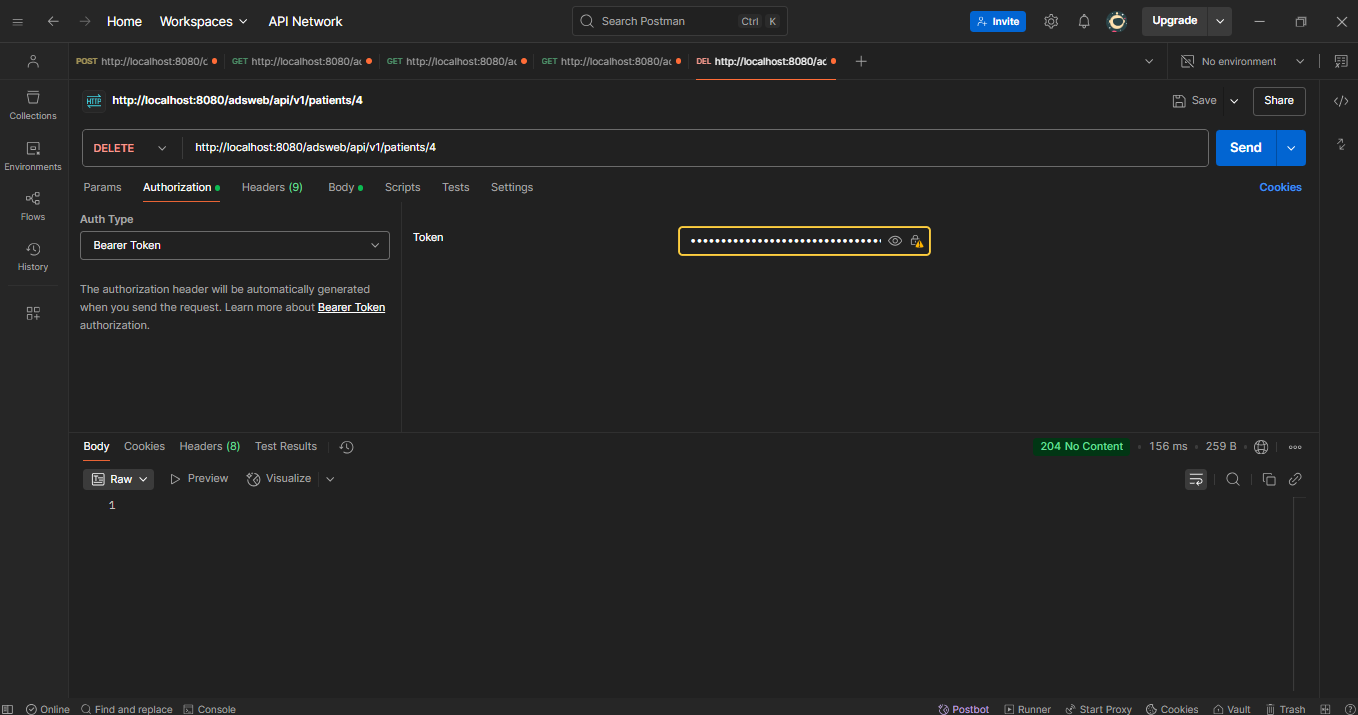 Home Workspaces API Network Search Postman Ctrl K Invite Upgrade
POST http://localhost:8080/c GET http://localhost:8080/ac GET http://localhost:8080/ac GET http://localhost:8080/ac DEL http://localhost:8080/ac No environment
HTTP http://localhost:8080/adsweb/api/v1/patients/4 Save Share
Collections
Environments
Flows
History
DELETE http://localhost:8080/adsweb/api/v1/patients/4 Send
Params Authorization Headers (9) Body Scripts Tests Settings Cookies
Auth Type
Bearer Token
The authorization header will be automatically generated
when you send the request. Learn more about Bearer Token
authorization.
Token
Body Cookies Headers (8) Test Results 204 No Content 156 ms 259 B
Raw Preview Visualize
1
Online Find and replace Console Postbot Runner Start Proxy Cookies Vault Trash